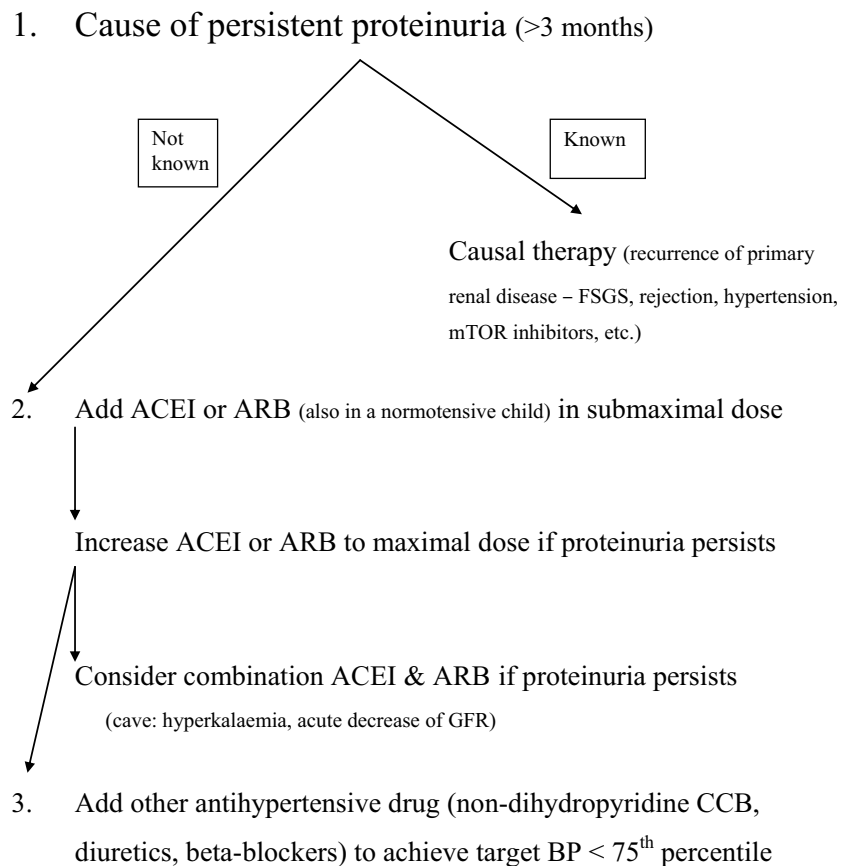 1. Cause of persistent proteinuria (>3 months)
Not
known
Known
Causal therapy (recurrence of primary
renal disease – FSGS, rejection, hypertension,
mTOR inhibitors, etc.)
2. Add ACEI or ARB (also in a normotensive child) in submaximal dose
Increase ACEI or ARB to maximal dose if proteinuria persists
Consider combination ACEI & ARB if proteinuria persists
(cave: hyperkalaemia, acute decrease of GFR)
3. Add other antihypertensive drug (non-dihydropyridine CCB,
diuretics, beta-blockers) to achieve target BP < 75th percentile